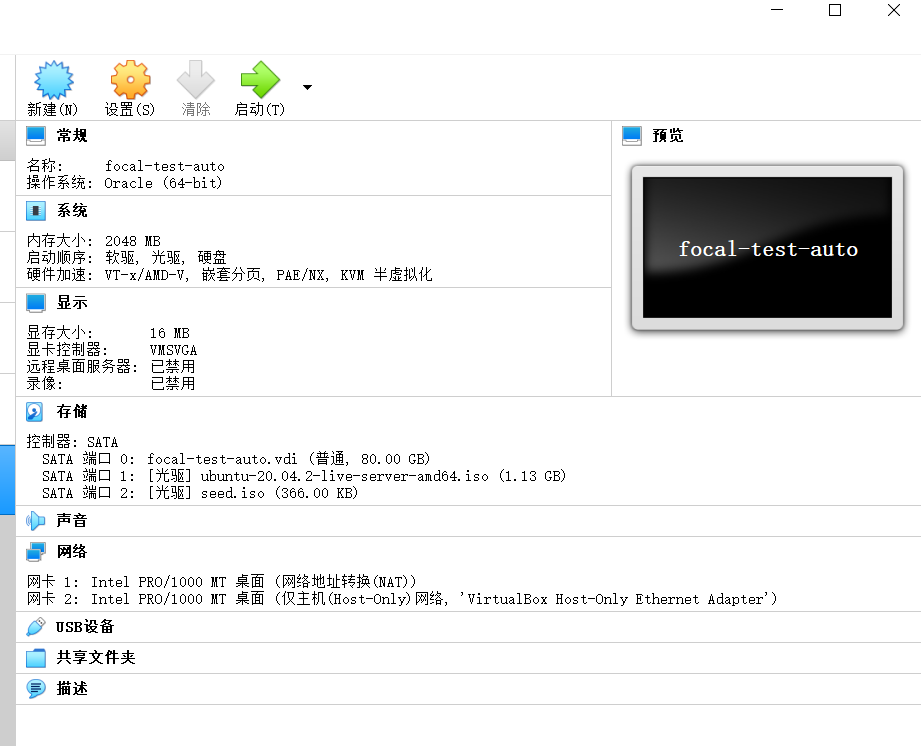 新建(N) 设置(S) 清除 启动(T)
常规
名称: focal-test-auto
操作系统: Oracle (64-bit)
系统
内存大小: 2048 MB
启动顺序: 软驱, 光驱, 硬盘
硬件加速: VT-x/AMD-V, 嵌套分页, PAE/NX, KVM 半虚拟化
显示
显存大小: 16 MB
显卡控制器: VMSVGA
远程桌面服务器: 已禁用
录像: 已禁用
预览
focal-test-auto
存储
控制器: SATA
SATA 端口 0: focal-test-auto.vdi (普通, 80.00 GB)
SATA 端口 1: [光驱] ubuntu-20.04.2-live-server-amd64.iso (1.13 GB)
SATA 端口 2: [光驱] seed.iso (366.00 KB)
声音
网络
网卡 1: Intel PRO/1000 MT 桌面 (网络地址转换(NAT))
网卡 2: Intel PRO/1000 MT 桌面 (仅主机(Host-Only)网络, 'VirtualBox Host-Only Ethernet Adapter')
USB设备
共享文件夹
描述